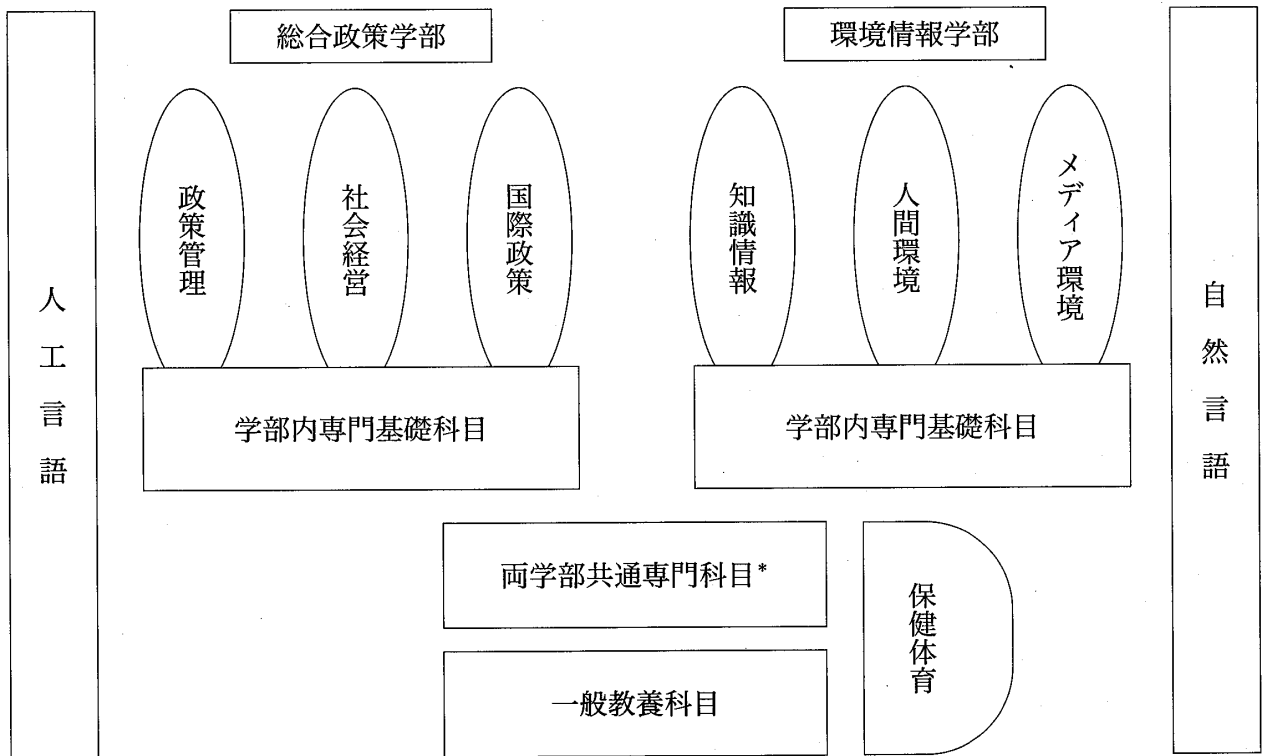 総合政策学部
環境情報学部
人工言語
政策管理
社会経営
国際政策
知識情報
人間環境
メディア環境
自然言語
学部内専門基礎科目
学部内専門基礎科目
両学部共通専門科目*
保健体育
一般教養科目